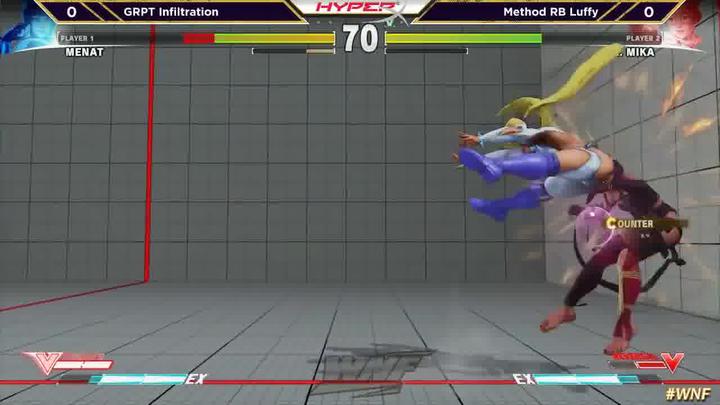 HYPER
0 GRPT Infiltration
Method RB Luffy 0
PLAYER 1
70
PLAYER 2
MENAT
. MIKA
COUNTER
WNF
EX
EX
#WNF